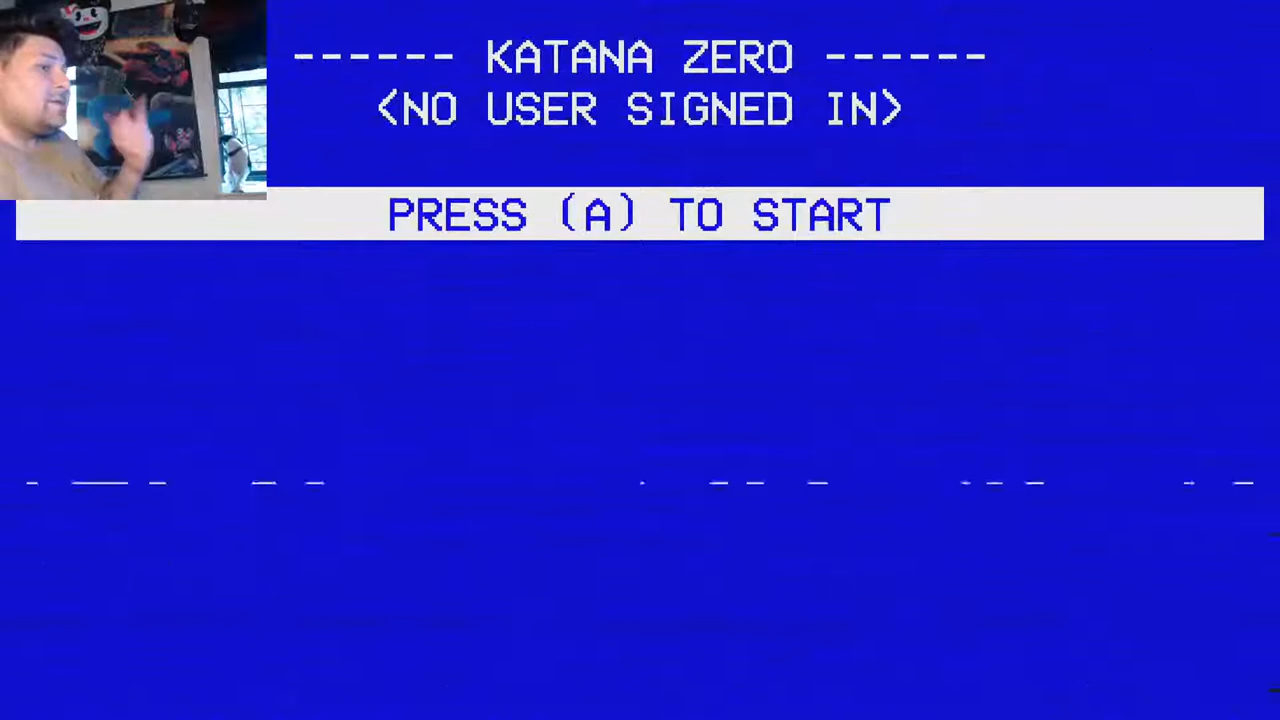 ------ KATANA ZERO ------
<NO USER SIGNED IN>
PRESS (A) TO START